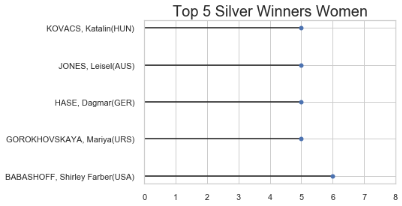 Top 5 Silver Winners Women
KOVACS, Katalin(HUN)
JONES, Leisel(AUS)
HASE, Dagmar(GER)
GOROKHOVSKAYA, Mariya(URS)
BABASHOFF, Shirley Farber(USA)
0 1 2 3 4 5 6 7 8